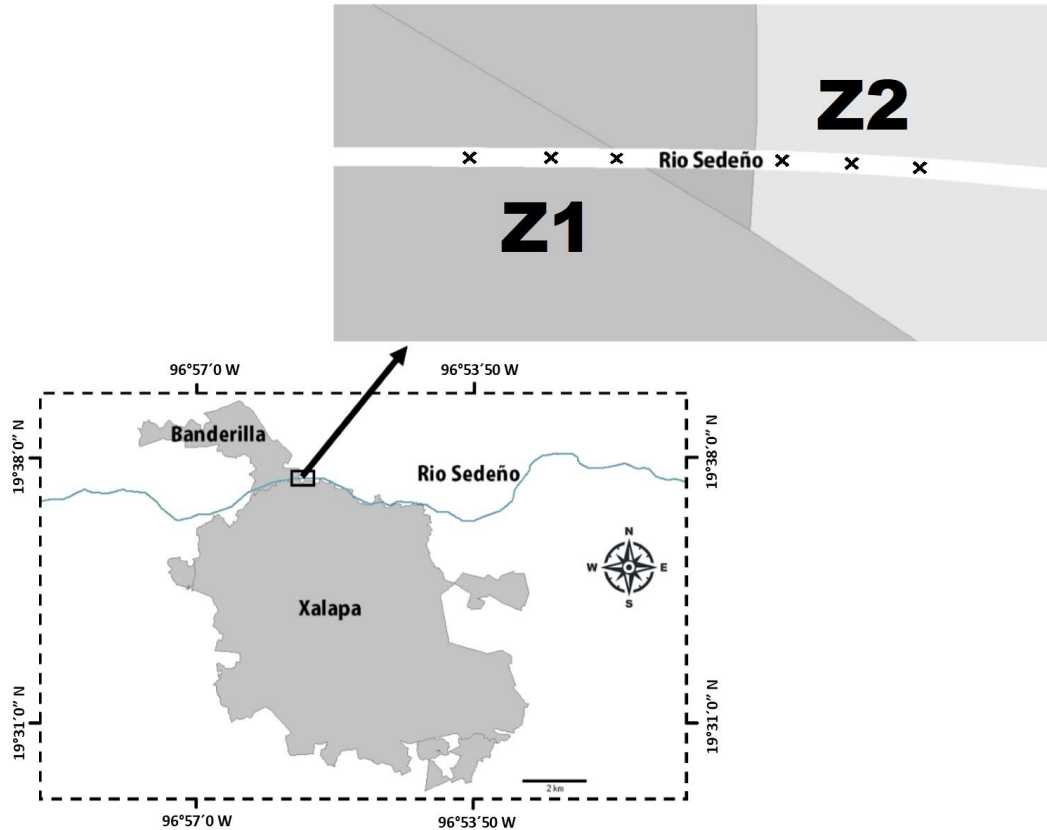 Z2
Rio Sedeño
Z1
96°57´0 W
96°53´50 W
Banderilla
Rio Sedeño
19°38´0” N
19°38´0” N
N
W
E
S
Xalapa
19°31´0” N
19°31´0” N
2 km
96°57´0 W
96°53´50 W